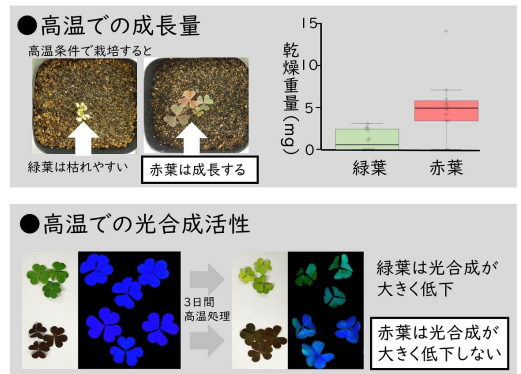 ●高温での成長量
高温条件で栽培すると
緑葉は枯れやすい
赤葉は成長する
乾燥重量(mg)
15
10
5
0
緑葉
赤葉
●高温での光合成活性
3日間
高温処理
緑葉は光合成が
大きく低下
赤葉は光合成が
大きく低下しない